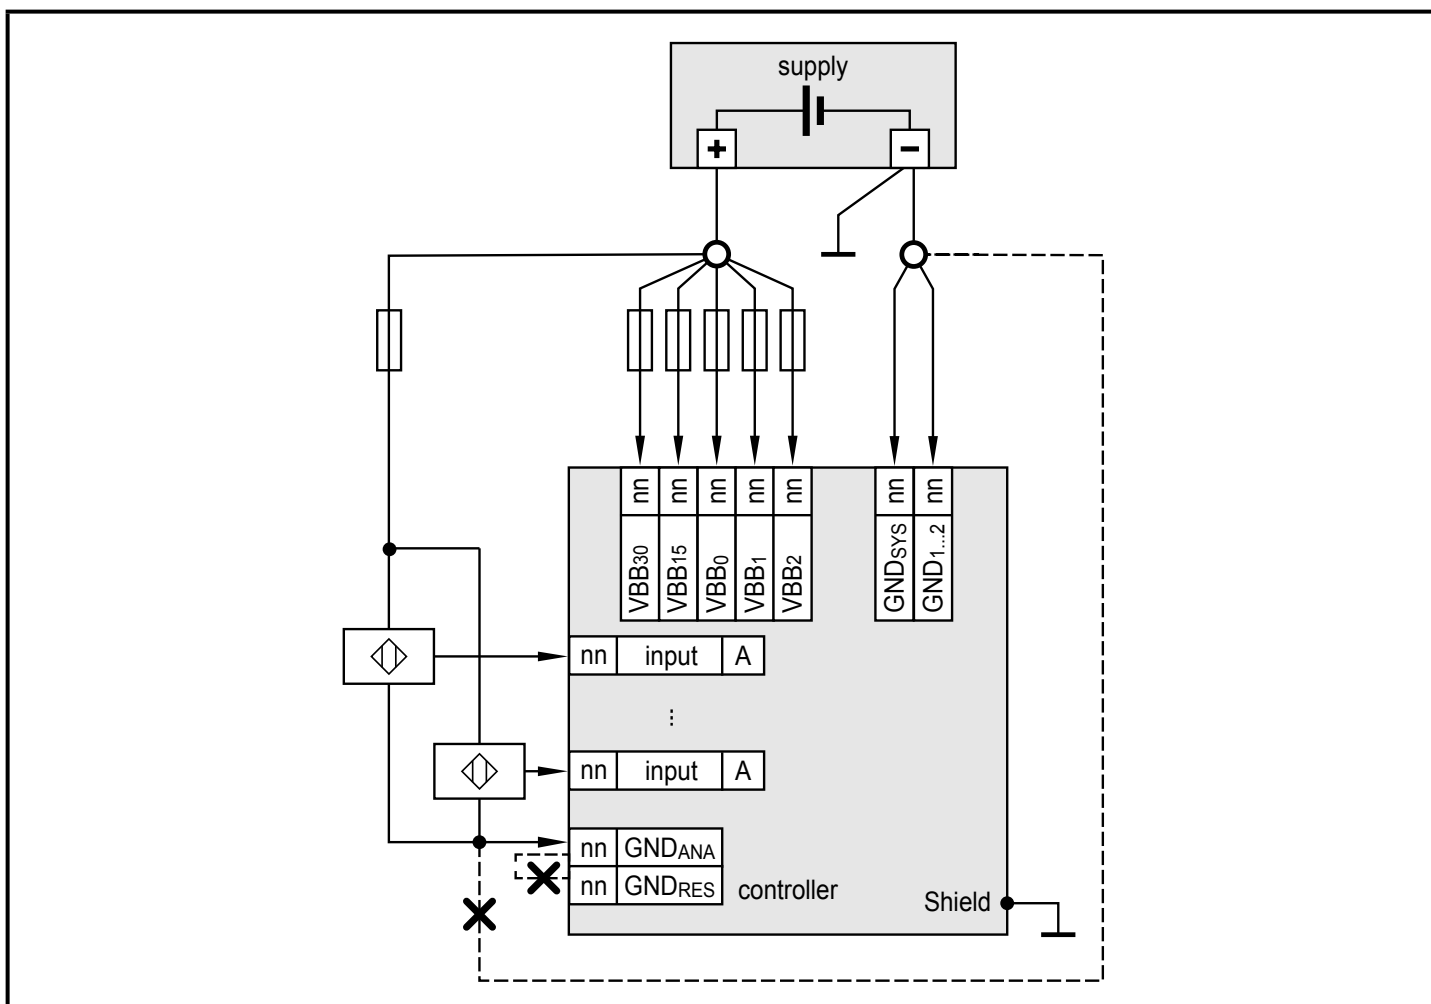 supply
+ −
nn nn nn nn nn nn nn
VBB30 VBB15 VBB0 VBB1 VBB2 GNDSYS GND1...2
nn input A
...
nn input A
nn GNDANA
nn GNDRES controller Shield